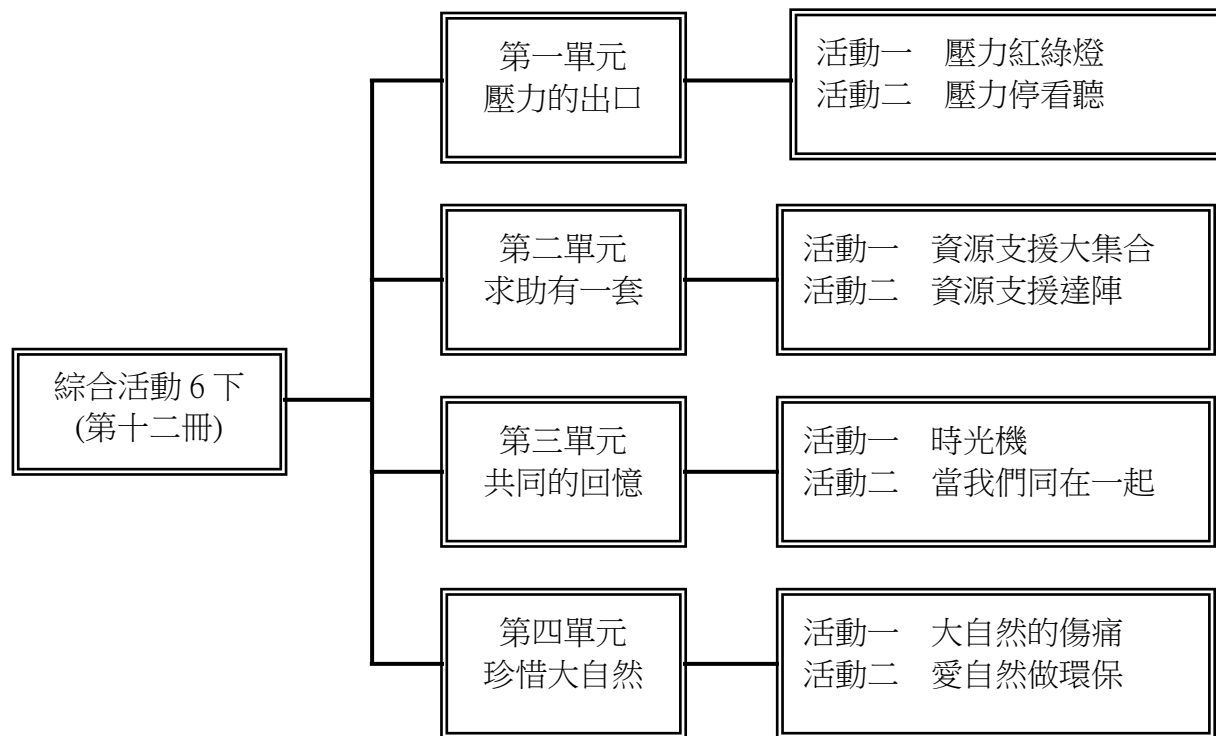 第一單元
壓力的出口
活動一　壓力紅綠燈
活動二　壓力停看聽
第二單元
求助有一套
活動一　資源支援大集合
活動二　資源支援達陣
綜合活動 6 下
(第十二冊)
第三單元
共同的回憶
活動一　時光機
活動二　當我們同在一起
第四單元
珍惜大自然
活動一　大自然的傷痛
活動二　愛自然做環保